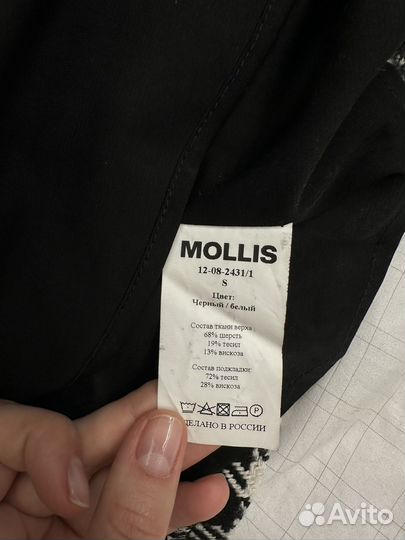 MOLLIS
12-08-2431/1
S
Цвет:
Черный / белый
Состав ткани верха
68% шерсть
19% тесил
13% вискоза
Состав подкладки:
72% тесил
28% вискоза
СДЕЛАНО В РОССИИ
Avito